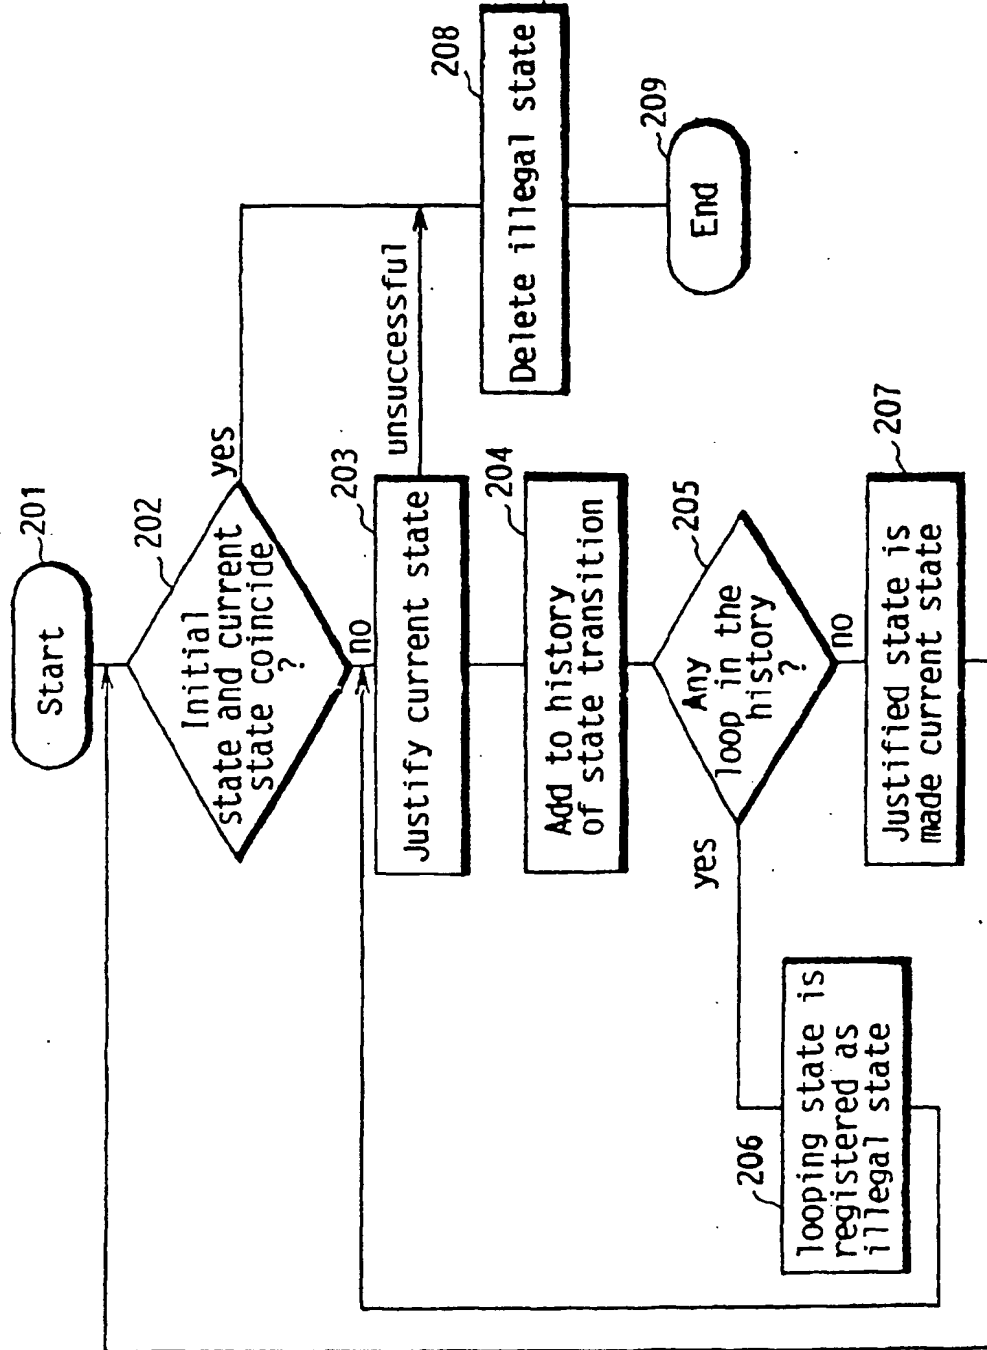 Start
201
Initial
state and current
state coincide
?
202
yes
no
Justify current state
203
unsuccessful
Add to history
of state transition
204
Any
loop in the
history
?
205
yes
no
looping state is
registered as
illegal state
206
Justified state is
made current state
207
Delete illegal state
208
End
209